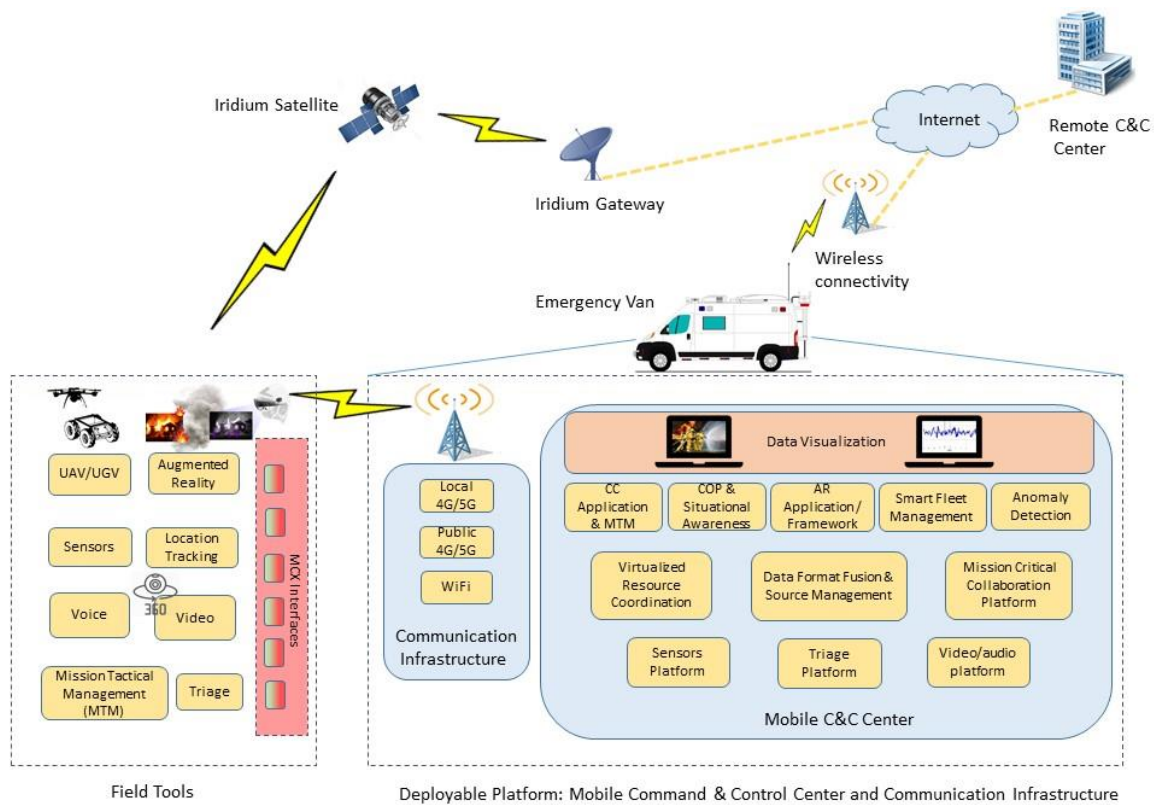 Iridium Satellite
Internet
Remote C&C
Center
Iridium Gateway
Wireless
connectivity
Emergency Van
UAV/UGV
Augmented
Reality
Sensors
Location
Tracking
360
Voice
Video
Mission Tactical
Management
(MTM)
Triage
MCX Interfaces
Field Tools
Local
4G/5G
Public
4G/5G
WiFi
Communication
Infrastructure
Data Visualization
CC
Application
& MTM
COP &
Situational
Awareness
AR
Application/
Framework
Smart Fleet
Management
Anomaly
Detection
Virtualized
Resource
Coordination
Data Format Fusion &
Source Management
Mission Critical
Collaboration
Platform
Sensors
Platform
Triage
Platform
Video/audio
platform
Mobile C&C Center
Deployable Platform: Mobile Command & Control Center and Communication Infrastructure